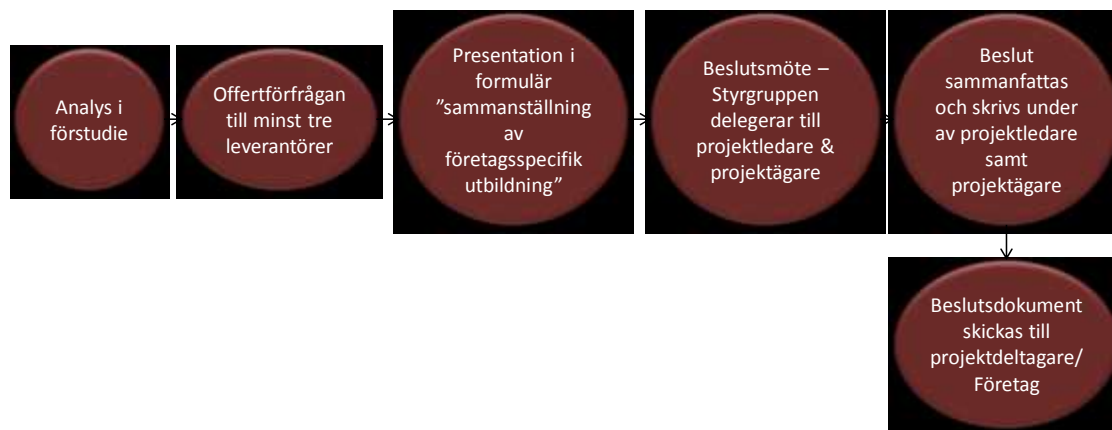 Analys i
förstudie
Offertförfrågan
till minst tre
leverantörer
Presentation i
formulär
”sammanställning
av
företagsspecifik
utbildning”
Beslutsmöte –
Styrgruppen
delegerar till
projektledare &
projektägare
Beslut
sammanfattas
och skrivs under
av projektledare
samt
projektägare
Beslutsdokument
skickas till
projektdeltagare/
Företag